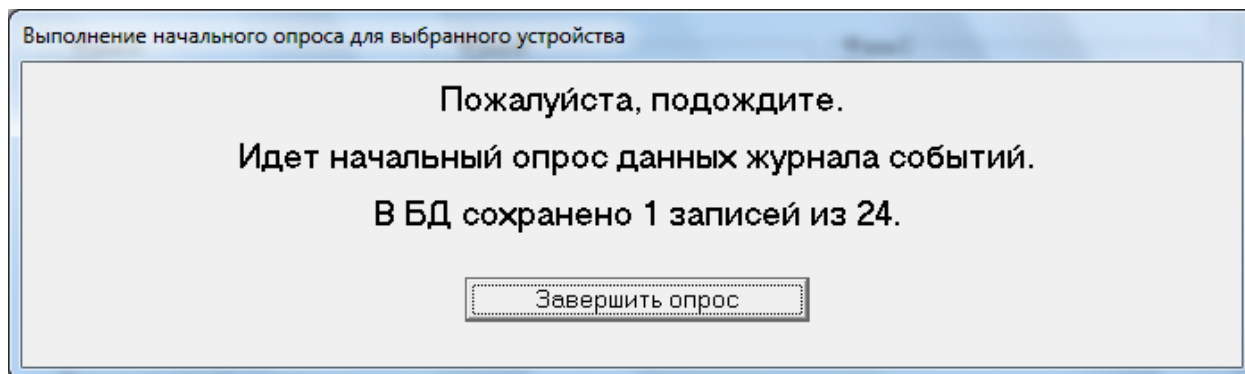 Выполнение начального опроса для выбранного устройства
Пожалуйста, подождите.
Идет начальный опрос данных журнала событий.
В БД сохранено 1 записей из 24.
Завершить опрос